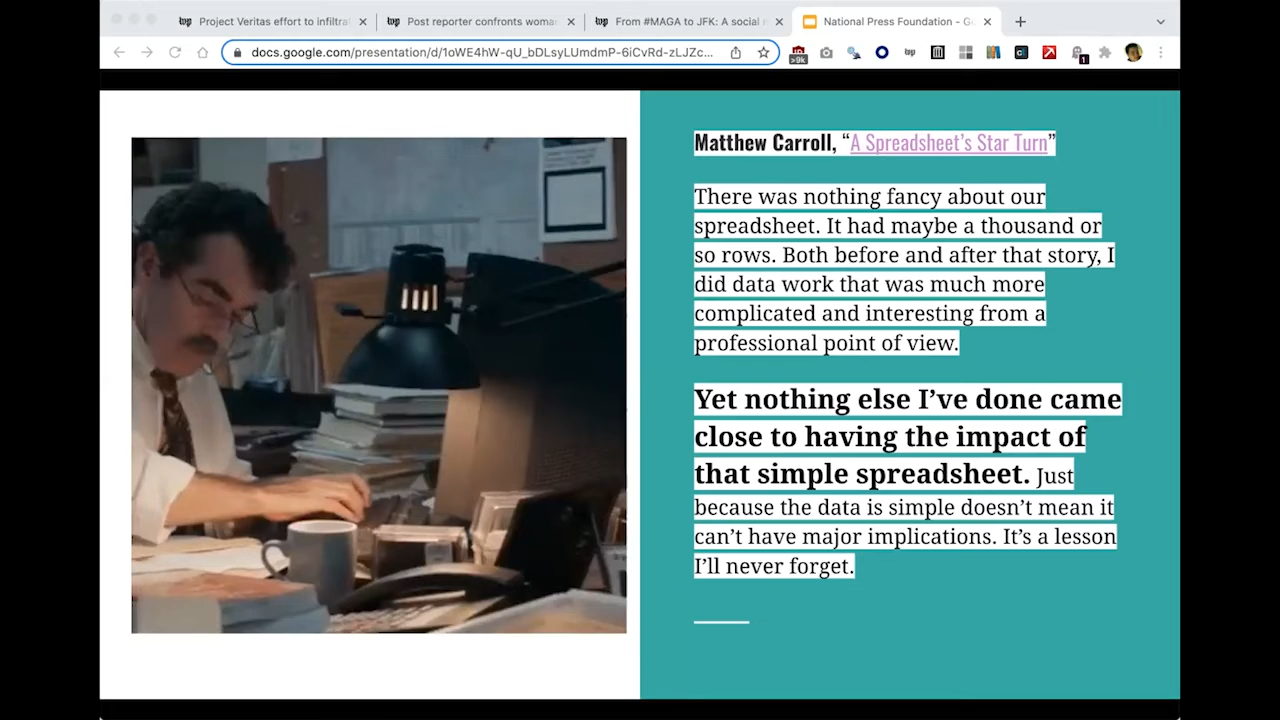 Project Veritas effort to infiltra
Post reporter confronts woma
From #MAGA to JFK: A social
National Press Foundation - Go
docs.google.com/presentation/d/1oWE4hW-qU_bDLsyLUmdmP-6iCvRd-zLJZc...
>9k
1
Matthew Carroll, “A Spreadsheet’s Star Turn”
There was nothing fancy about our
spreadsheet. It had maybe a thousand or
so rows. Both before and after that story, I
did data work that was much more
complicated and interesting from a
professional point of view.
Yet nothing else I’ve done came
close to having the impact of
that simple spreadsheet. Just
because the data is simple doesn’t mean it
can’t have major implications. It’s a lesson
I’ll never forget.